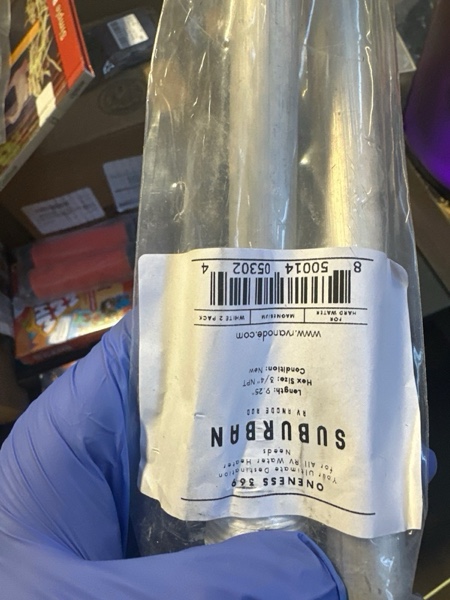 ONENESS 369
Your Ultimate Destination
for All RV Water Heater
Needs
SUBURBAN
RV ANODE ROD
Length: 9.25"
Hex Size: 3/4" NPT
Condition: New
www.rvanode.com
FOR HARD WATER
MAGNESIUM
WHITE 2 PACK
8 50014 05302 4